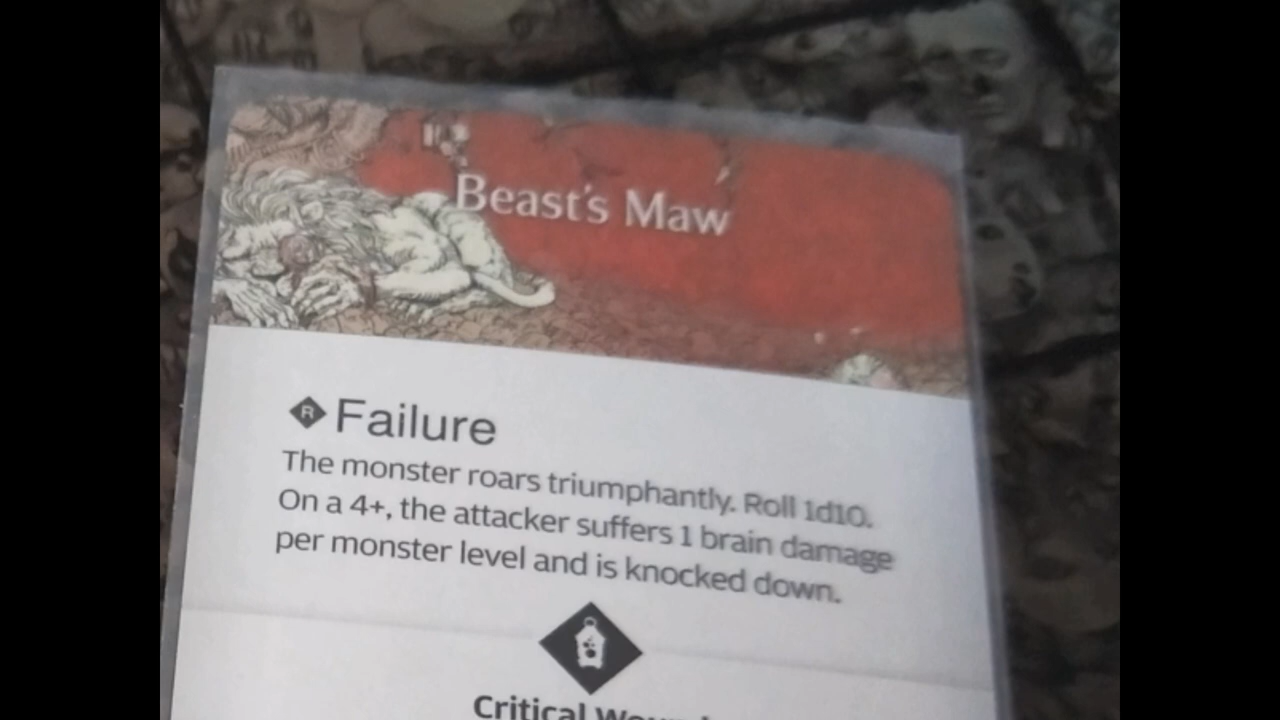 Beast's Maw
R Failure
The monster roars triumphantly. Roll 1d10.
On a 4+, the attacker suffers 1 brain damage
per monster level and is knocked down.
Critical